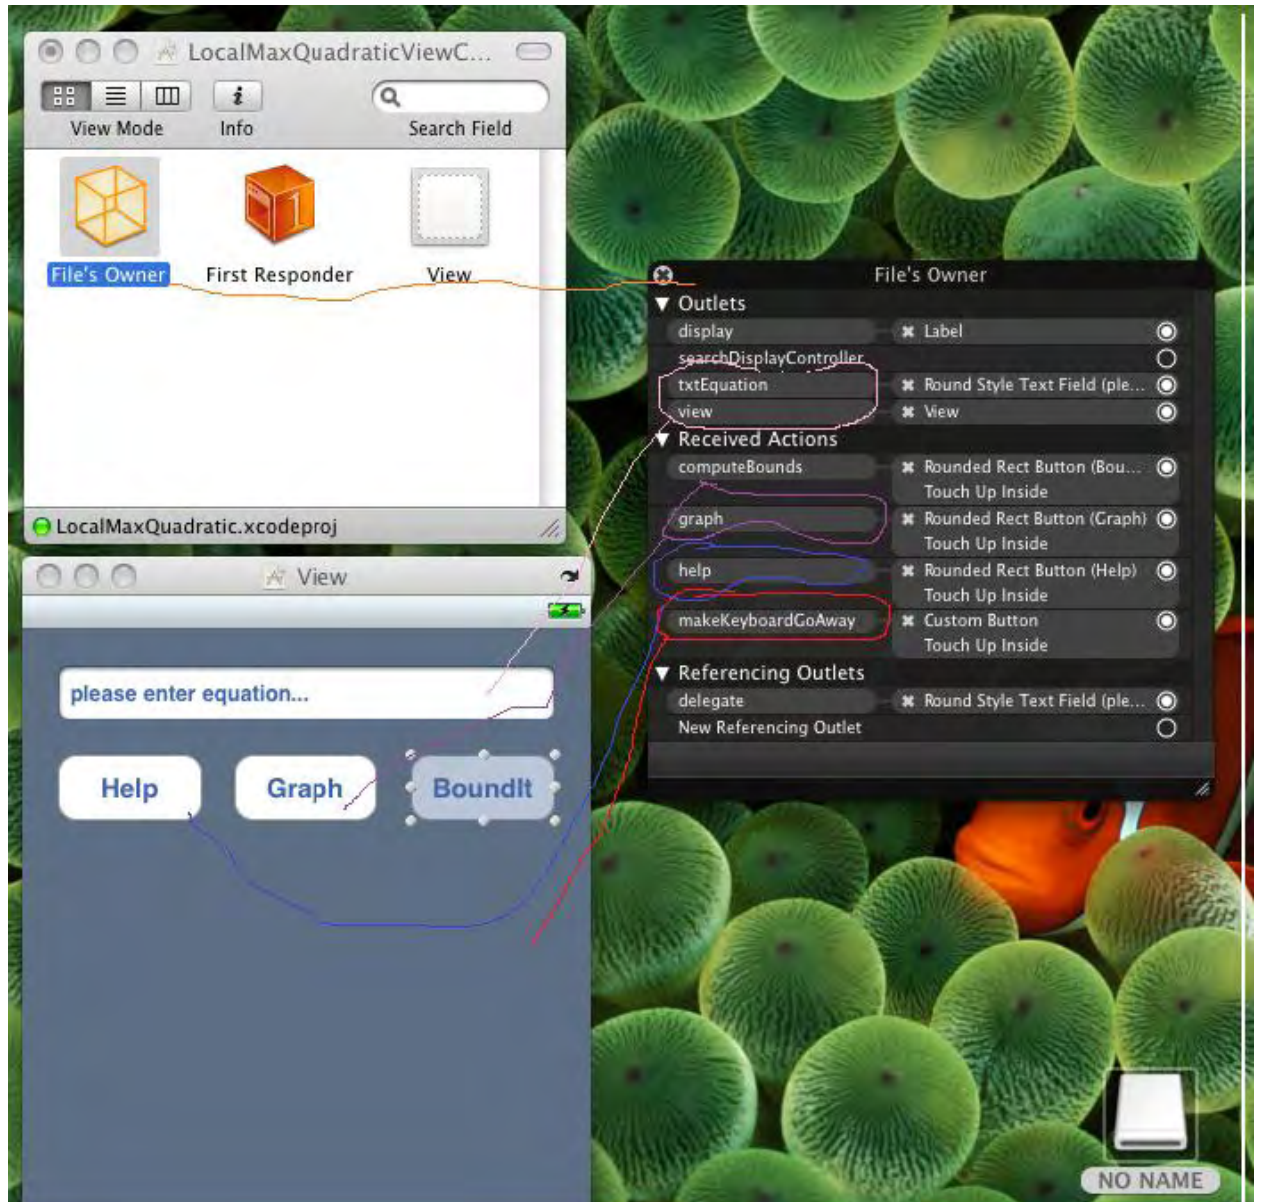 LocalMaxQuadraticViewC...
View Mode
Info
Search Field
File's Owner
First Responder
View
LocalMaxQuadratic.xcodeproj
View
please enter equation...
Help
Graph
BoundIt
File's Owner
Outlets
display
Label
searchDisplayController
txtEquation
Round Style Text Field (ple...
view
View
Received Actions
computeBounds
Rounded Rect Button (Bou...
Touch Up Inside
graph
Rounded Rect Button (Graph)
Touch Up Inside
help
Rounded Rect Button (Help)
Touch Up Inside
makeKeyboardGoAway
Custom Button
Touch Up Inside
Referencing Outlets
delegate
Round Style Text Field (ple...
New Referencing Outlet
NO NAME